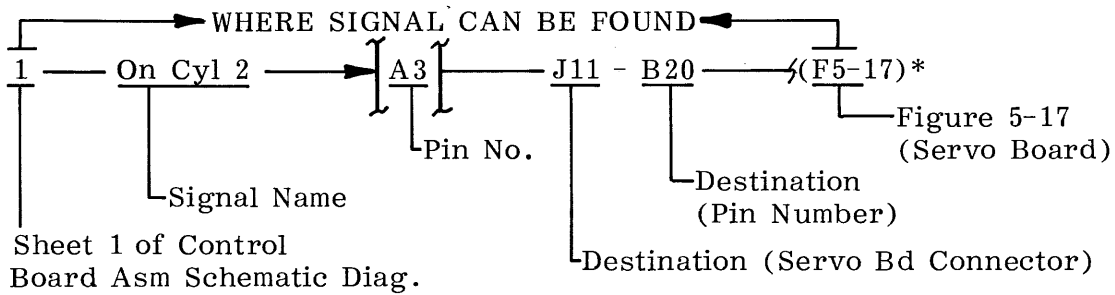 WHERE SIGNAL CAN BE FOUND
1 On Cyl 2 A3 J11 - B20 (F5-17)*
Figure 5-17
(Servo Board)
Pin No.
Destination
(Pin Number)
Signal Name
Sheet 1 of Control
Board Asm Schematic Diag.
Destination (Servo Bd Connector)